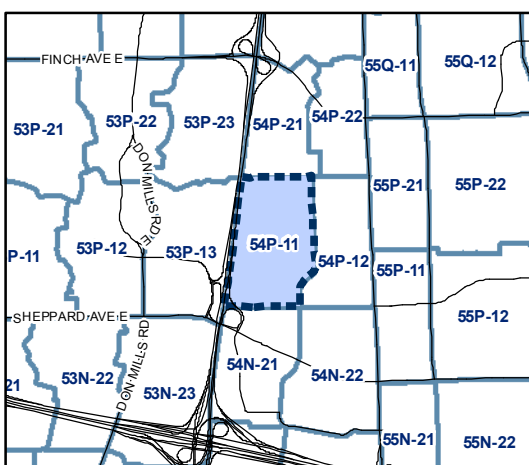 FINCH AVE E
55Q-11
55Q-12
53P-21
53P-22
53P-23
54P-21
54P-22
DON MILLS RD E
55P-21
55P-22
P-11
53P-12
53P-13
54P-11
54P-12
55P-11
SHEPPARD AVE E
55P-12
DON MILLS RD
21
53N-22
53N-23
54N-21
54N-22
55N-21
55N-22